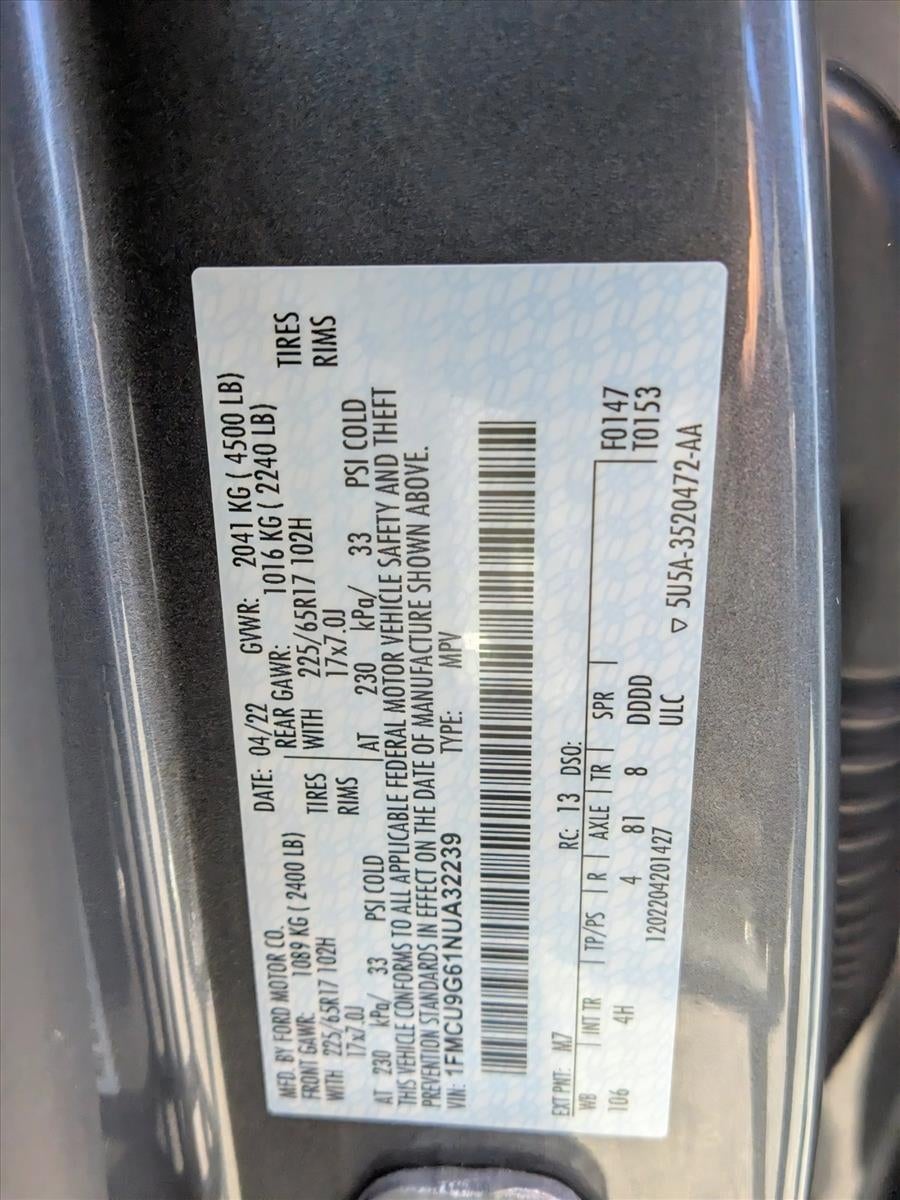 MFD. BY FORD MOTOR CO. DATE: 04/22 GVWR: 2041 KG ( 4500 LB)
FRONT GAWR: 1089 KG ( 2400 LB) REAR GAWR: 1016 KG ( 2240 LB)
WITH 225/65R17 102H TIRES WITH 225/65R17 102H TIRES
17x7.0J RIMS 17x7.0J RIMS
AT 230 kPa/ 33 PSI COLD AT 230 kPa/ 33 PSI COLD
THIS VEHICLE CONFORMS TO ALL APPLICABLE FEDERAL MOTOR VEHICLE SAFETY AND THEFT
PREVENTION STANDARDS IN EFFECT ON THE DATE OF MANUFACTURE SHOWN ABOVE.
VIN: 1FMCU9G61NUA32239 TYPE: MPV
EXT PNT: M7 RC: 13 DSO:
WB | INT TR | TP/PS | R | AXLE | TR | SPR | F0147
106 4H 4 81 8 DDDD T0153
120220420142​7 ULC ▽ 5U5A-3520472-AA